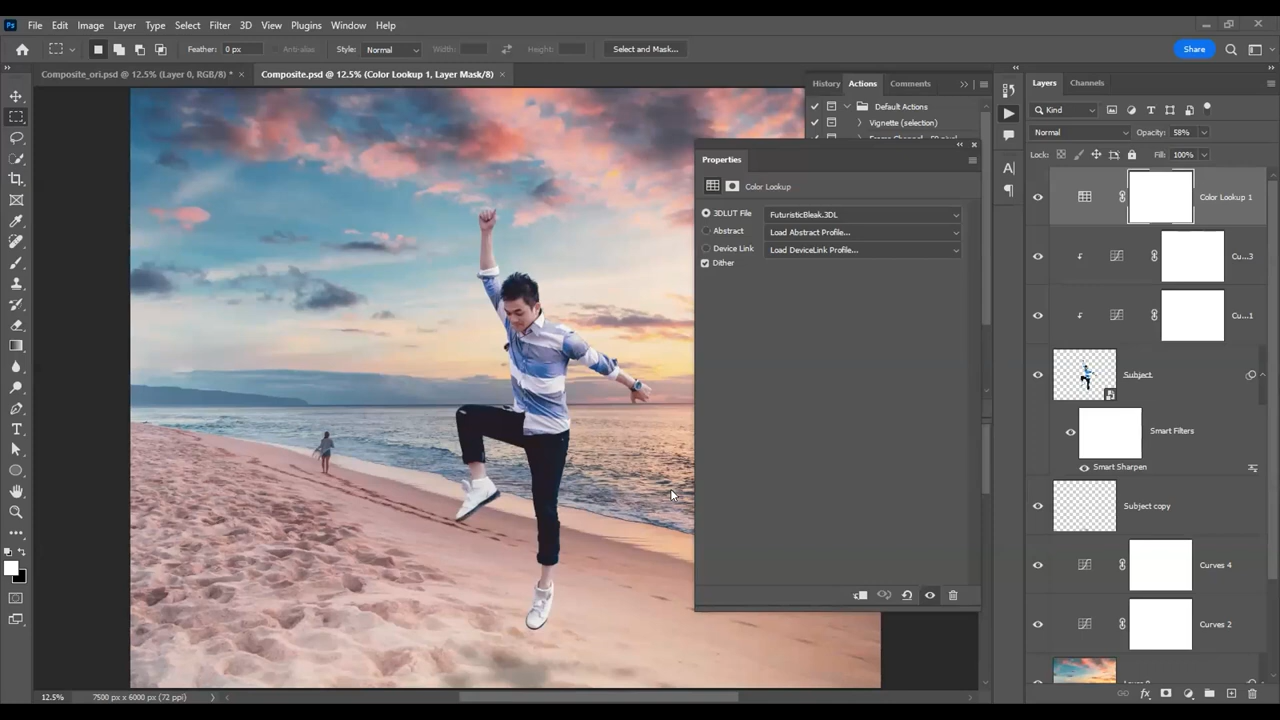 Ps File Edit Image Layer Type Select Filter 3D View Plugins Window Help
Feather: 0 px Anti-alias Style: Normal Width: Height: Select and Mask... Share
Composite_ori.psd @ 12.5% (Layer 0, RGB/8) * × Composite.psd @ 12.5% (Color Lookup 1, Layer Mask/8) ×
History Actions Comments
Default Actions
Vignette (selection)
Properties
Color Lookup
3DLUT File FuturisticBleak.3DL
Abstract Load Abstract Profile...
Device Link Load DeviceLink Profile...
Dither
Layers Channels
Kind
Normal Opacity: 58%
Lock: Fill: 100%
Color Lookup 1
Cu...3
Cu...1
Subject
Smart Filters
Smart Sharpen
Subject copy
Curves 4
Curves 2
12.5% 7500 px x 6000 px (72 ppi)